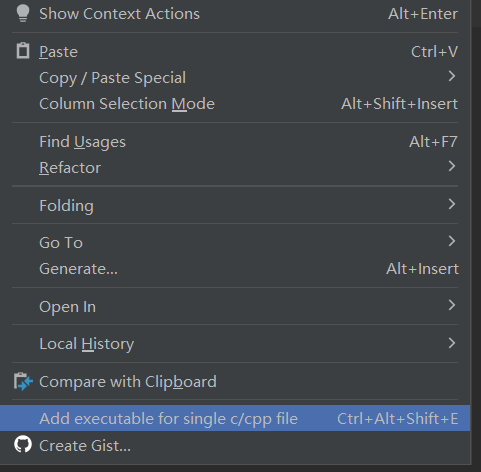 Show Context Actions Alt+Enter
Paste Ctrl+V
Copy / Paste Special
Column Selection Mode Alt+Shift+Insert
Find Usages Alt+F7
Refactor
Folding
Go To
Generate... Alt+Insert
Open In
Local History
Compare with Clipboard
Add executable for single c/cpp file Ctrl+Alt+Shift+E
Create Gist...